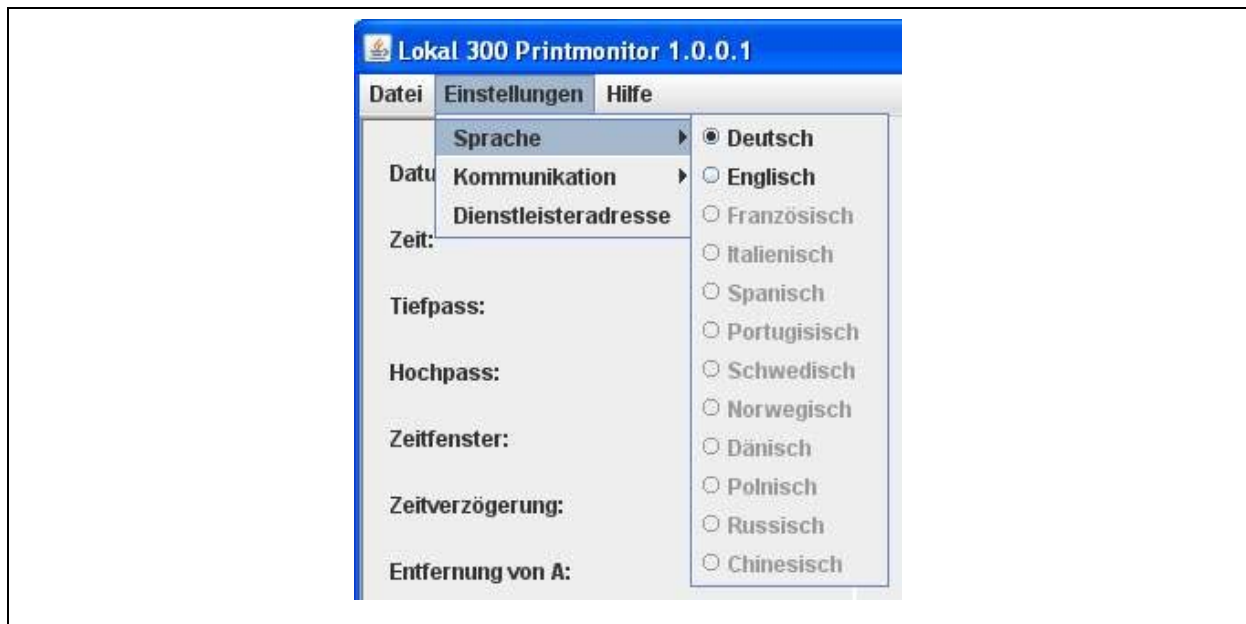 Lokal 300 Printmonitor 1.0.0.1
Datei Einstellungen Hilfe
Sprache
Kommunikation
Dienstleisteradresse
Deutsch
Englisch
Französisch
Italienisch
Spanisch
Portugisisch
Schwedisch
Norwegisch
Dänisch
Polnisch
Russisch
Chinesisch
Datu
Zeit:
Tiefpass:
Hochpass:
Zeitfenster:
Zeitverzögerung:
Entfernung von A: